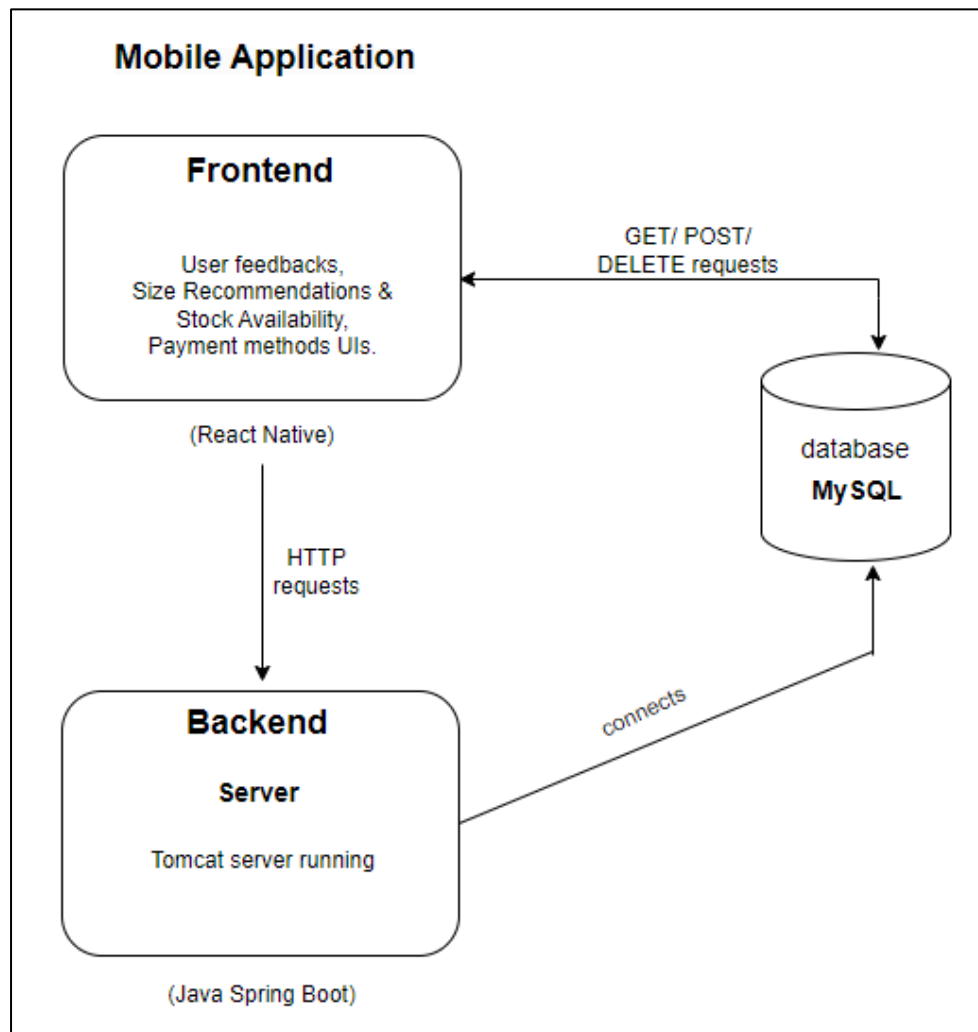 Mobile Application
Frontend
User feedbacks,
Size Recommendations &
Stock Availability,
Payment methods UIs.
(React Native)
GET/ POST/
DELETE requests
database
MySQL
HTTP
requests
connects
Backend
Server
Tomcat server running
(Java Spring Boot)